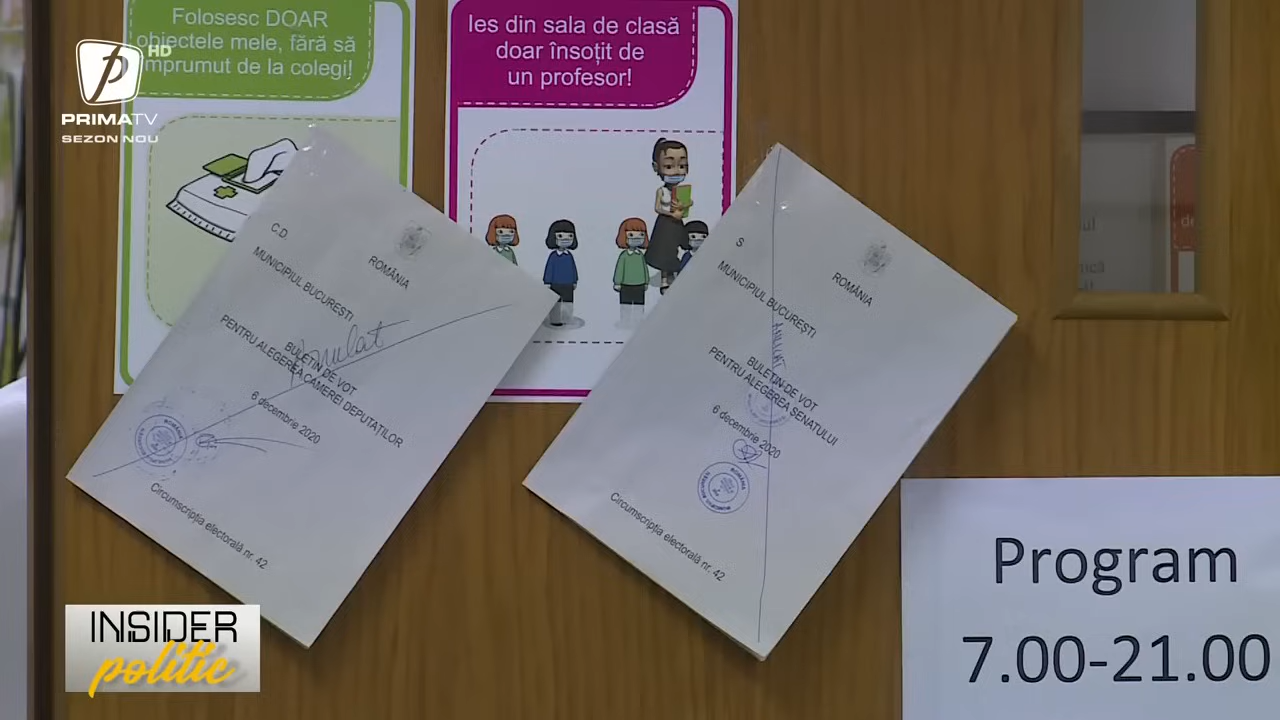 Folosesc DOAR
obiectele mele, fără să
împrumut de la colegi!
Ies din sala de clasă
doar însoțit de
un profesor!
HD
PRIMATV
SEZON NOU
C.D.
ROMÂNIA
MUNICIPIUL BUCUREȘTI
BULETIN DE VOT
PENTRU ALEGEREA CAMEREI DEPUTAȚILOR
6 decembrie 2020
Anulat
Circumscripția electorală nr. 42
S
ROMÂNIA
MUNICIPIUL BUCUREȘTI
ANULAT
BULETIN DE VOT
PENTRU ALEGEREA SENATULUI
6 decembrie 2020
Circumscripția electorală nr. 42
Program
7.00-21.00
INSIDER
politic